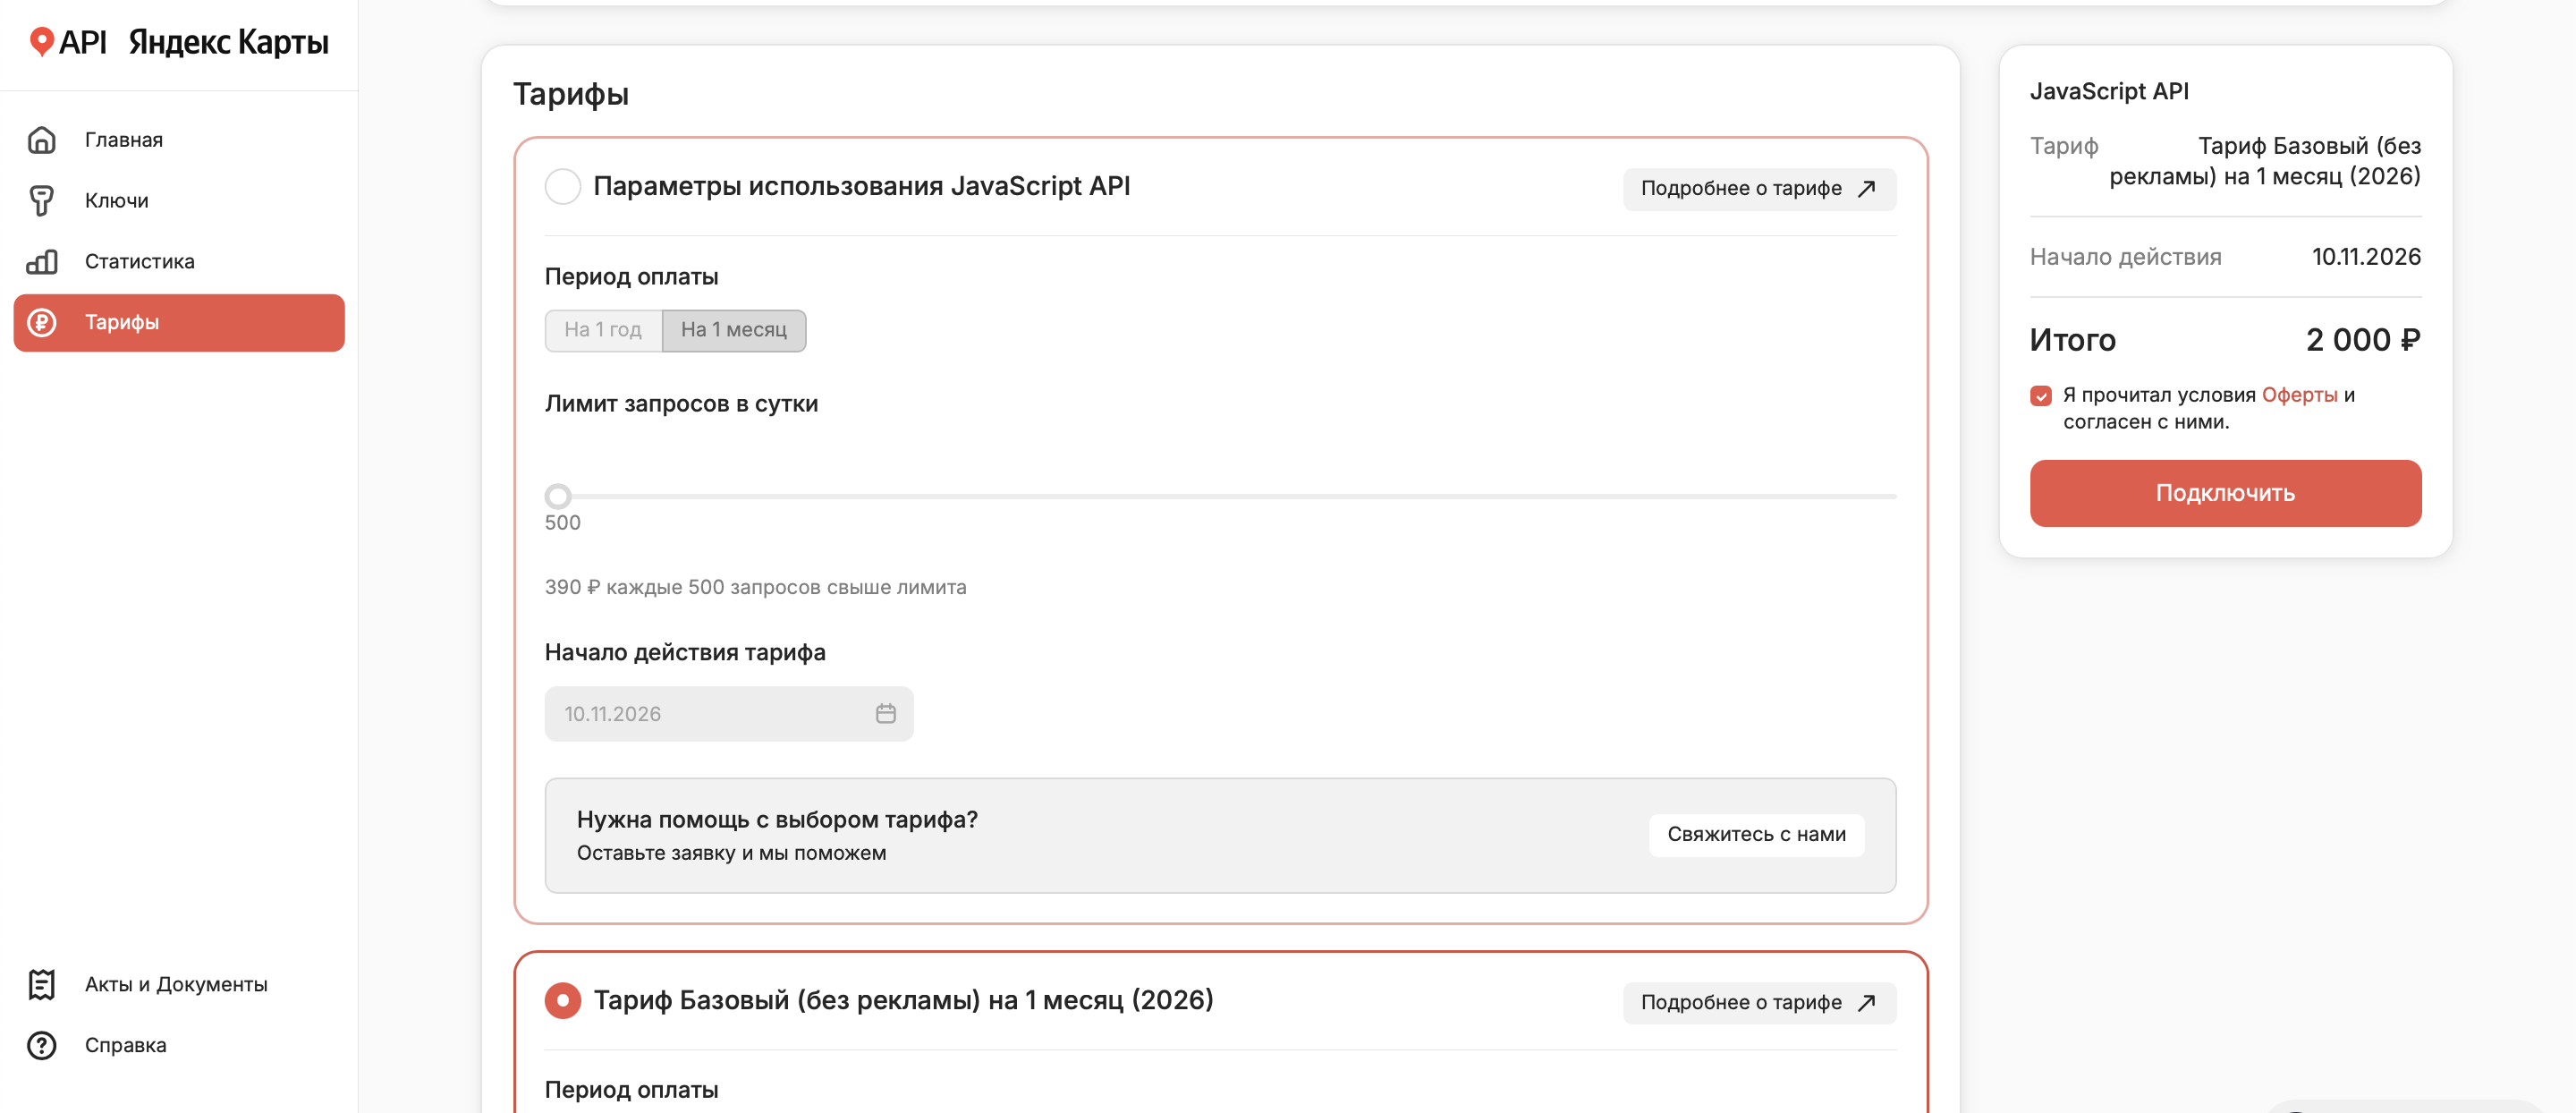 API Яндекс Карты
Главная
Ключи
Статистика
Тарифы
Акты и Документы
Справка
Тарифы
Параметры использования JavaScript API
Подробнее о тарифе
Период оплаты
На 1 год
На 1 месяц
Лимит запросов в сутки
500
390 ₽ каждые 500 запросов свыше лимита
Начало действия тарифа
10.11.2026
Нужна помощь с выбором тарифа?
Оставьте заявку и мы поможем
Свяжитесь с нами
Тариф Базовый (без рекламы) на 1 месяц (2026)
Подробнее о тарифе
Период оплаты
JavaScript API
Тариф
Тариф Базовый (без
рекламы) на 1 месяц (2026)
Начало действия
10.11.2026
Итого
2 000 ₽
Я прочитал условия Оферты и
согласен с ними.
Подключить